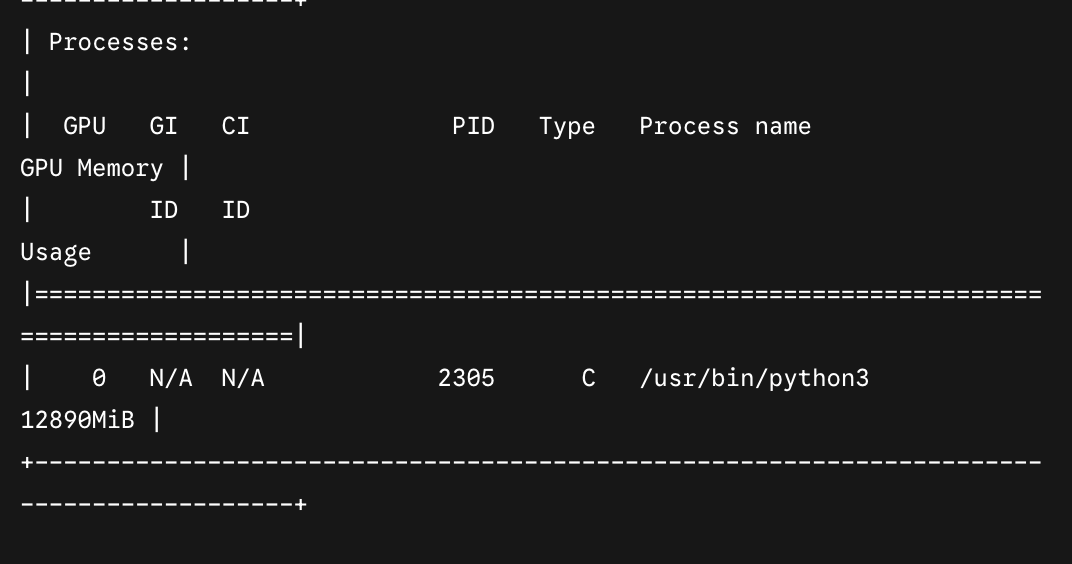 -------------------+
| Processes:
|
|  GPU   GI   CI              PID   Type   Process name
GPU Memory |
|        ID   ID
Usage      |
|======================================================================
===================|
|    0   N/A  N/A            2305      C   /usr/bin/python3
12890MiB |
+----------------------------------------------------------------------
-------------------+